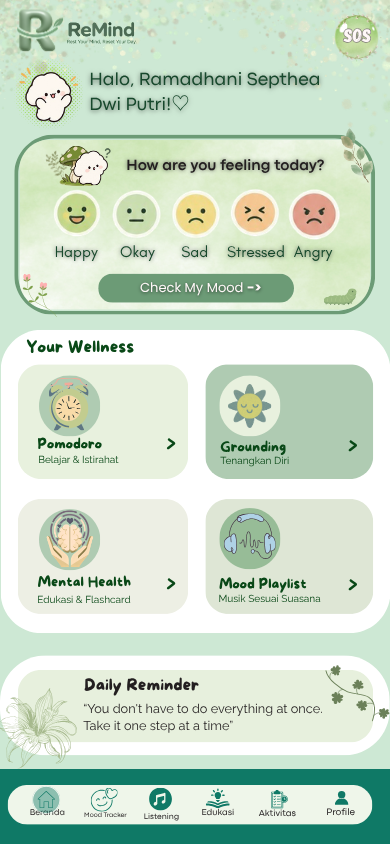 ReMind
Rest Your Mind, Reset Your Day.
SOS
Halo, Ramadhani Septhea
Dwi Putri!♡
?
How are you feeling today?
Happy Okay Sad Stressed Angry
Check My Mood ->
Your Wellness
Pomodoro >
Belajar & Istirahat
Grounding >
Tenangkan Diri
Mental Health >
Edukasi & Flashcard
Mood Playlist >
Musik Sesuai Suasana
Daily Reminder
“You don’t have to do everything at once.
Take it one step at a time”
Beranda Mood Tracker Listening Edukasi Aktivitas Profile